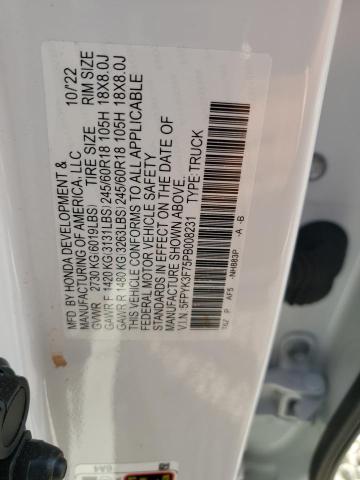 MFD. BY HONDA DEVELOPMENT & 10/'22
MANUFACTURING OF AMERICA, LLC
TIRE SIZE RIM SIZE
GVWR 2730 KG (6019LBS)
GAWR F 1420 KG (3131LBS) 245/60R18 105H 18X8.0J
GAWR R 1480 KG (3263LBS) 245/60R18 105H 18X8.0J
THIS VEHICLE CONFORMS TO ALL APPLICABLE
FEDERAL MOTOR VEHICLE SAFETY
STANDARDS IN EFFECT ON THE DATE OF
MANUFACTURE SHOWN ABOVE.
V.I.N. 5FPYK3F75PB008231 TYPE:TRUCK
P AF5 -NH883P -A -B
6A4